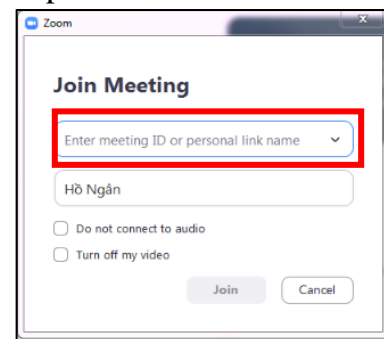 Zoom
Join Meeting
Enter meeting ID or personal link name
Hồ Ngân
Do not connect to audio
Turn off my video
Join Cancel